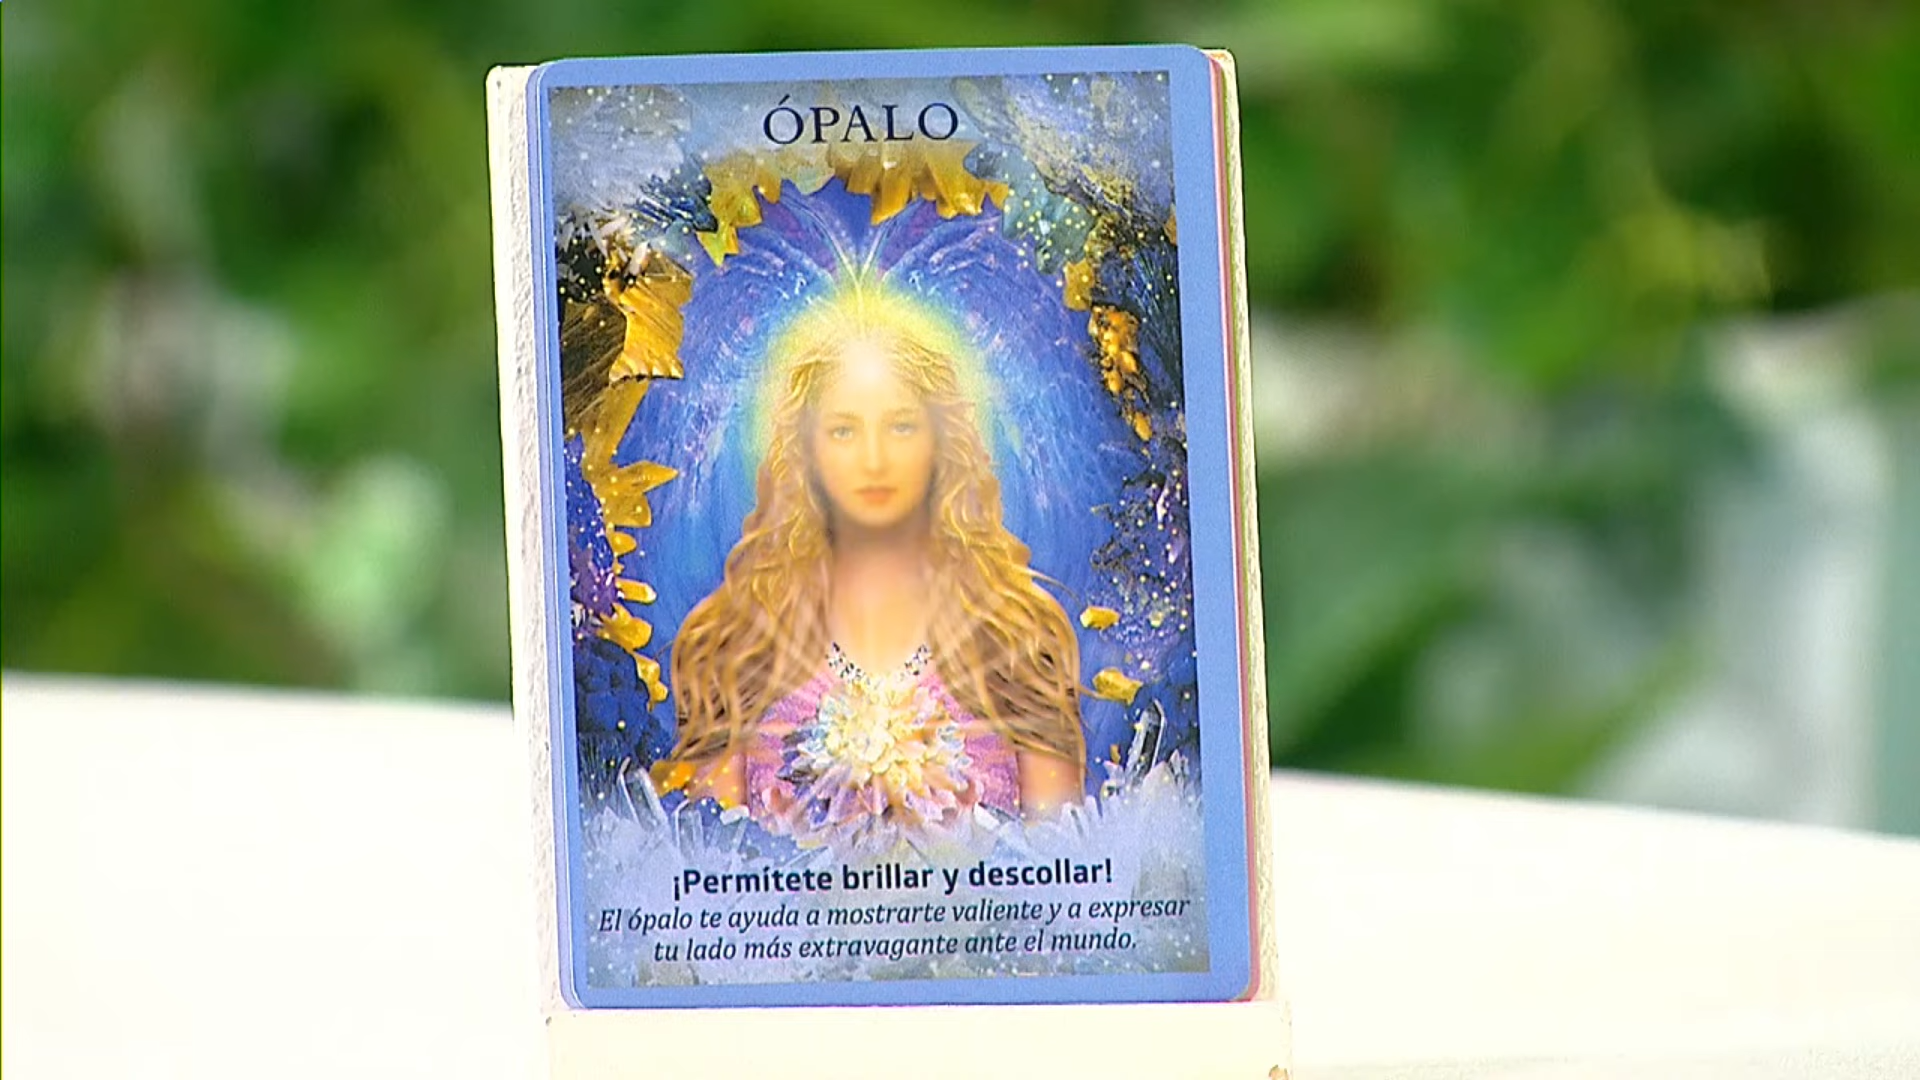 ÓPALO
¡Permítete brillar y descollar!
El ópalo te ayuda a mostrarte valiente y a expresar
tu lado más extravagante ante el mundo.